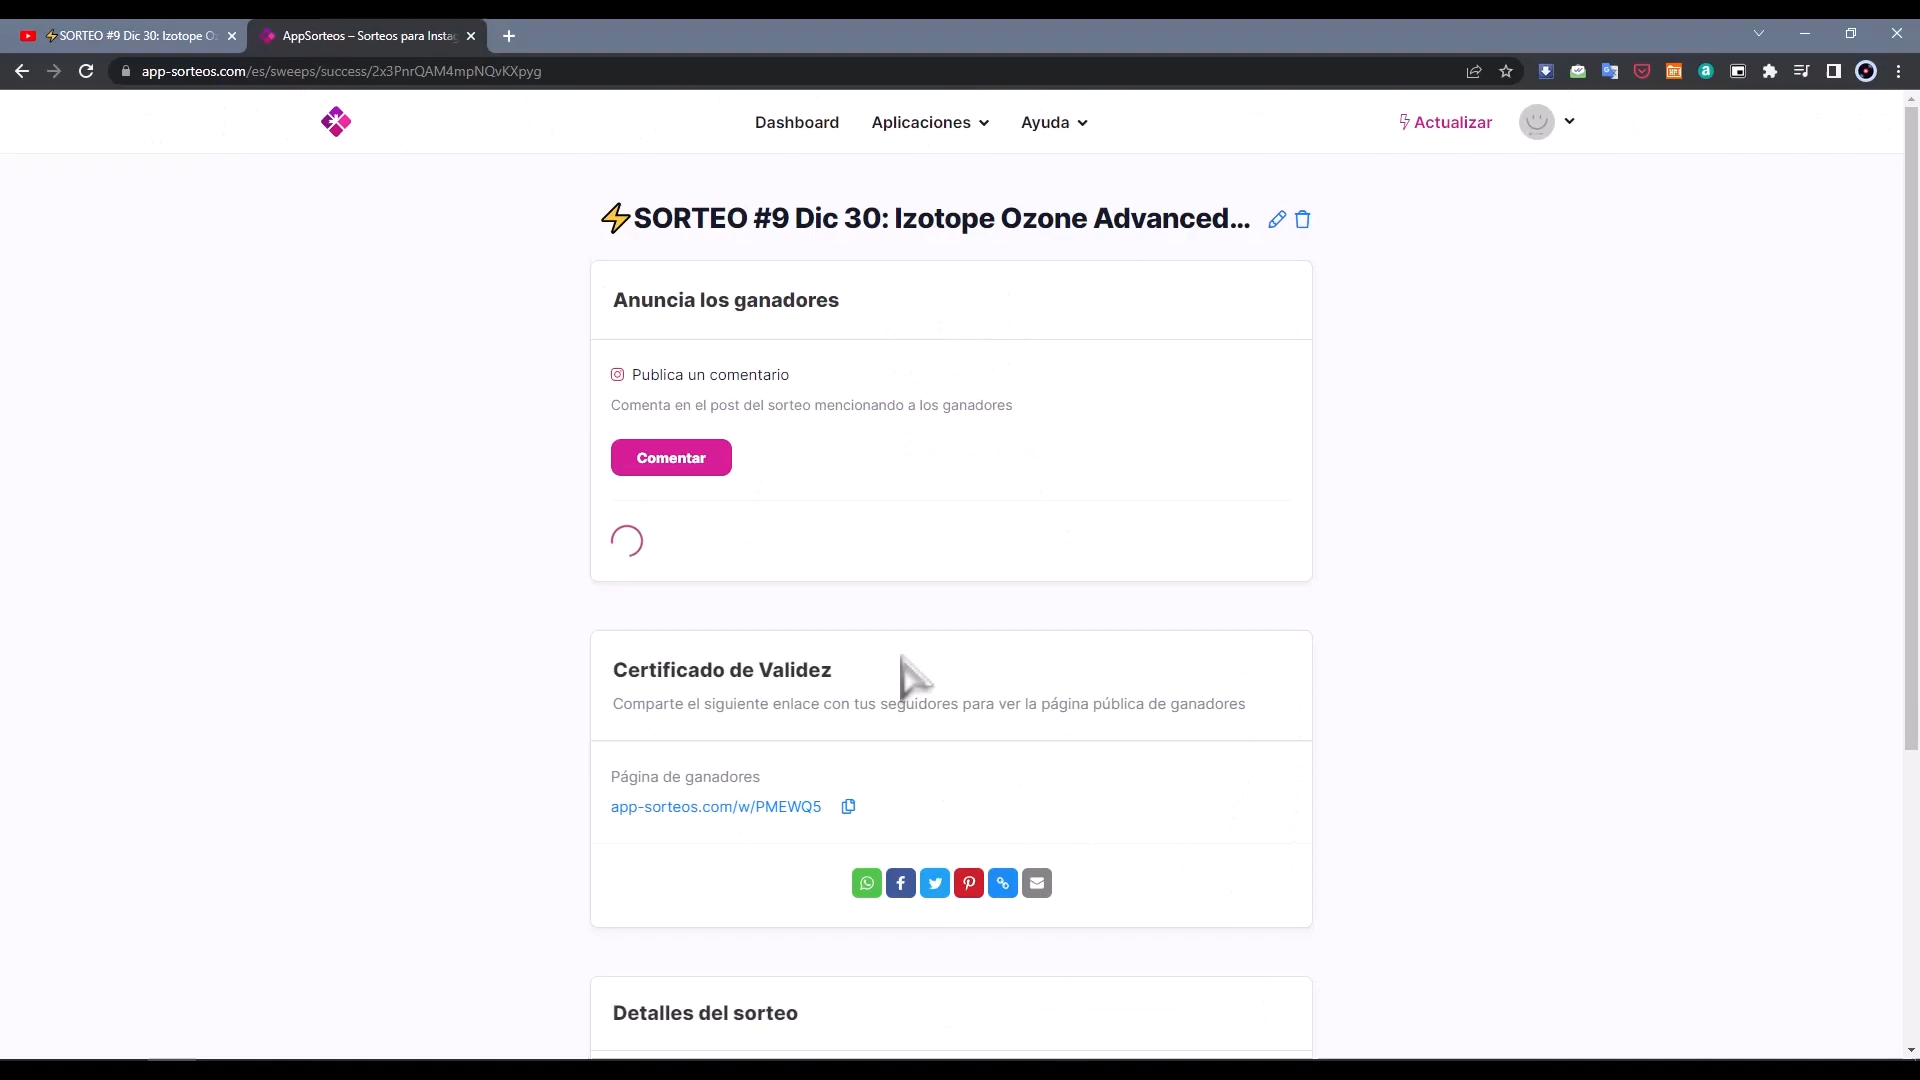 ⚡SORTEO #9 Dic 30: Izotope O
AppSorteos – Sorteos para Instag
app-sorteos.com/es/sweeps/success/2x3PnrQAM4mpNQvKXpyg
Dashboard
Aplicaciones
Ayuda
Actualizar
⚡SORTEO #9 Dic 30: Izotope Ozone Advanced...
Anuncia los ganadores
Publica un comentario
Comenta en el post del sorteo mencionando a los ganadores
Comentar
Certificado de Validez
Comparte el siguiente enlace con tus seguidores para ver la página pública de ganadores
Página de ganadores
app-sorteos.com/w/PMEWQ5
Detalles del sorteo